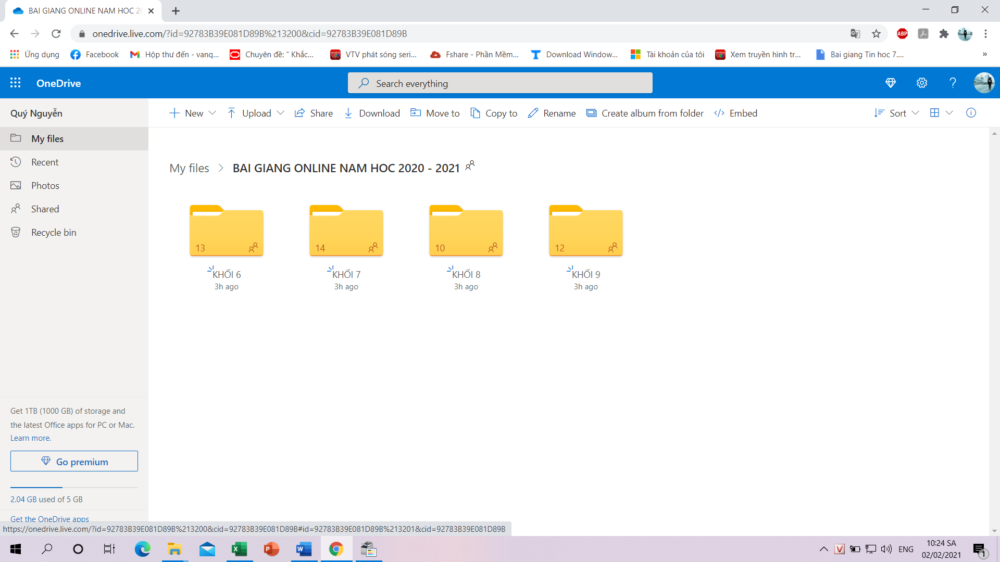 BAI GIANG ONLINE NAM HOC 20
onedrive.live.com/?id=92783B39E081D89B%213200&cid=92783B39E081D89B
ABP
Ứng dụng Facebook Hộp thư đến - vanq... Chuyên đề: “ Khắc... VTV phát sóng seri... Fshare - Phần Mềm... Download Window... Tài khoản của tôi Xem truyền hình tr... Bai giang Tin hoc 7.... »
OneDrive Search everything ?
Quý Nguyễn New Upload Share Download Move to Copy to Rename Create album from folder Embed Sort
My files
Recent
Photos
Shared
Recycle bin
My files > BAI GIANG ONLINE NAM HOC 2020 - 2021
13 14 10 12
KHỐI 6 KHỐI 7 KHỐI 8 KHỐI 9
3h ago 3h ago 3h ago 3h ago
Get 1TB (1000 GB) of storage and
the latest Office apps for PC or Mac.
Learn more.
Go premium
2.04 GB used of 5 GB
Get the OneDrive apps
https://onedrive.live.com/?id=92783B39E081D89B%213200&cid=92783B39E081D89B#id=92783B39E081D89B%213201&cid=92783B39E081D89B
ENG 10:24 SA
02/02/2021
1